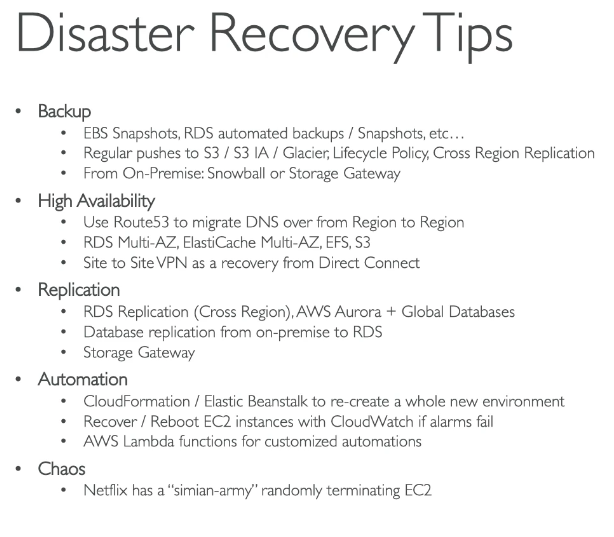 Disaster Recovery Tips
• Backup
• EBS Snapshots, RDS automated backups / Snapshots, etc…
• Regular pushes to S3 / S3 IA / Glacier, Lifecycle Policy, Cross Region Replication
• From On-Premise: Snowball or Storage Gateway
• High Availability
• Use Route53 to migrate DNS over from Region to Region
• RDS Multi-AZ, ElastiCache Multi-AZ, EFS, S3
• Site to Site VPN as a recovery from Direct Connect
• Replication
• RDS Replication (Cross Region), AWS Aurora + Global Databases
• Database replication from on-premise to RDS
• Storage Gateway
• Automation
• CloudFormation / Elastic Beanstalk to re-create a whole new environment
• Recover / Reboot EC2 instances with CloudWatch if alarms fail
• AWS Lambda functions for customized automations
• Chaos
• Netflix has a “simian-army” randomly terminating EC2